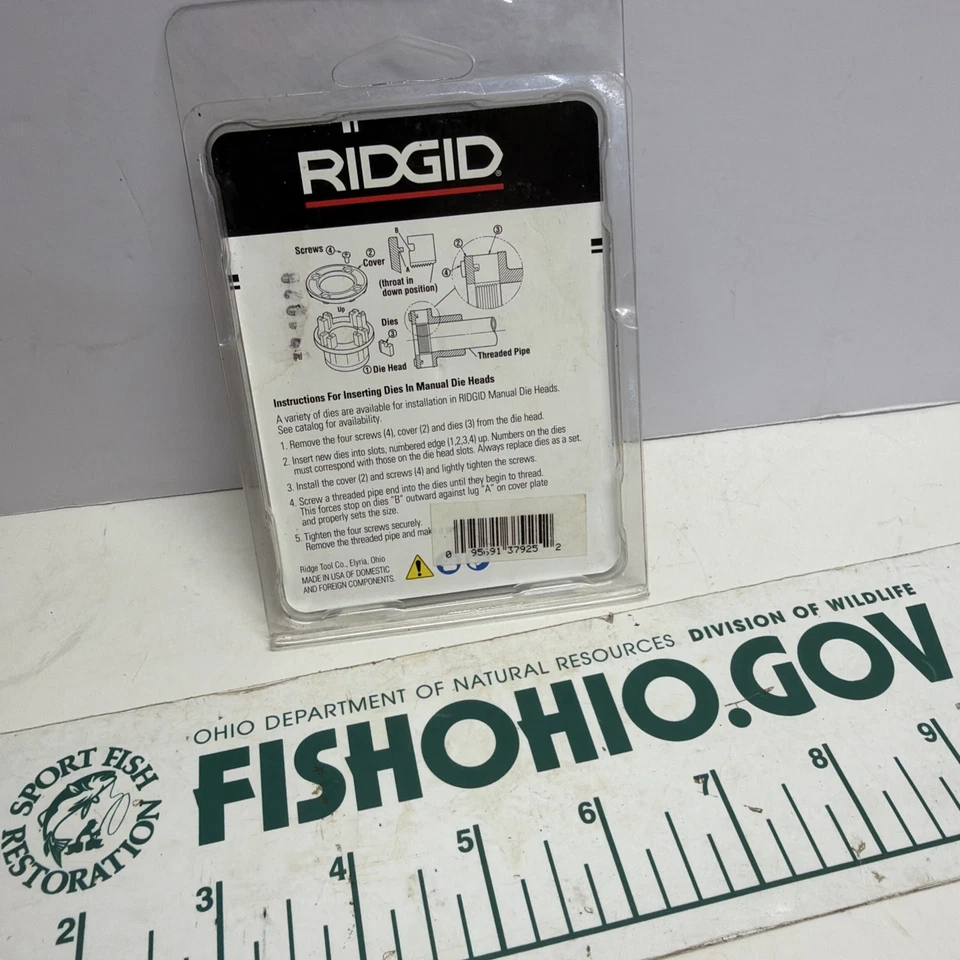 RIDGID®
Screws 4
2 Cover
B
A
(throat in
down position)
2
3
4
Up
Dies
3
1 Die Head
Threaded Pipe
Instructions For Inserting Dies In Manual Die Heads
A variety of dies are available for installation in RIDGID Manual Die Heads.
See catalog for availability.
1. Remove the four screws (4), cover (2) and dies (3) from the die head.
2. Insert new dies into slots, numbered edge (1,2,3,4) up. Numbers on the dies
must correspond with those on the die head slots. Always replace dies as a set.
3. Install the cover (2) and screws (4) and lightly tighten the screws.
4. Screw a threaded pipe end into the dies until they begin to thread.
This forces stop on dies "B" outward against lug "A" on cover plate
and properly sets the size.
5. Tighten the four screws securely.
Remove the threaded pipe and
0 95691 37925 2
Ridge Tool Co., Elyria, Ohio
MADE IN USA OF DOMESTIC
AND FOREIGN COMPONENTS.
OHIO DEPARTMENT OF NATURAL RESOURCES DIVISION OF WILDLIFE
FISHOHIO.GOV
SPORT FISH
RESTORATION
2 3 4 5 6 7 8 9